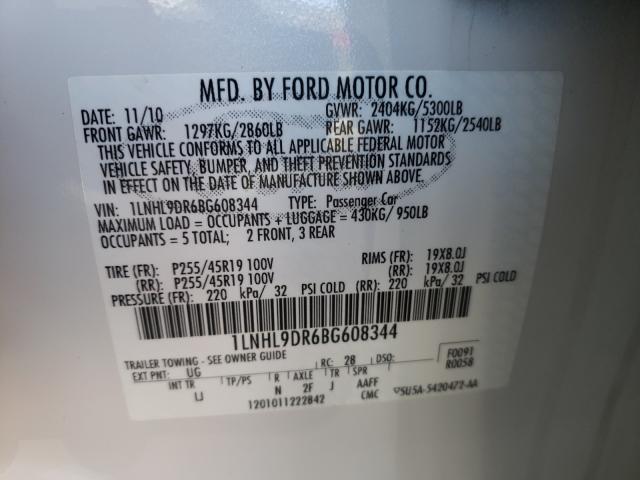 MFD. BY FORD MOTOR CO.
DATE: 11/10 GVWR: 2404KG/5300LB
FRONT GAWR: 1297KG/2860LB REAR GAWR: 1152KG/2540LB
THIS VEHICLE CONFORMS TO ALL APPLICABLE FEDERAL MOTOR
VEHICLE SAFETY, BUMPER, AND THEFT PREVENTION STANDARDS
IN EFFECT ON THE DATE OF MANUFACTURE SHOWN ABOVE.
VIN: 1LNHL9DR6BG608344 TYPE: Passenger Car
MAXIMUM LOAD = OCCUPANTS + LUGGAGE = 430KG/ 950LB
OCCUPANTS = 5 TOTAL; 2 FRONT, 3 REAR
TIRE (FR): P255/45R19 100V RIMS (FR): 19X8.0J
(RR): P255/45R19 100V (RR): 19X8.0J
PRESSURE (FR): 220 kPa/ 32 PSI COLD (RR): 220 kPa/ 32 PSI COLD
1LNHL9DR6BG608344
TRAILER TOWING - SEE OWNER GUIDE F0091
EXT PNT: UG RC: 28 DSO: R0058
INT TR TP/PS R AXLE TR SPR
IJ N 2F J AAFF
1201011222842 CMC 5U5A-5420472-AA